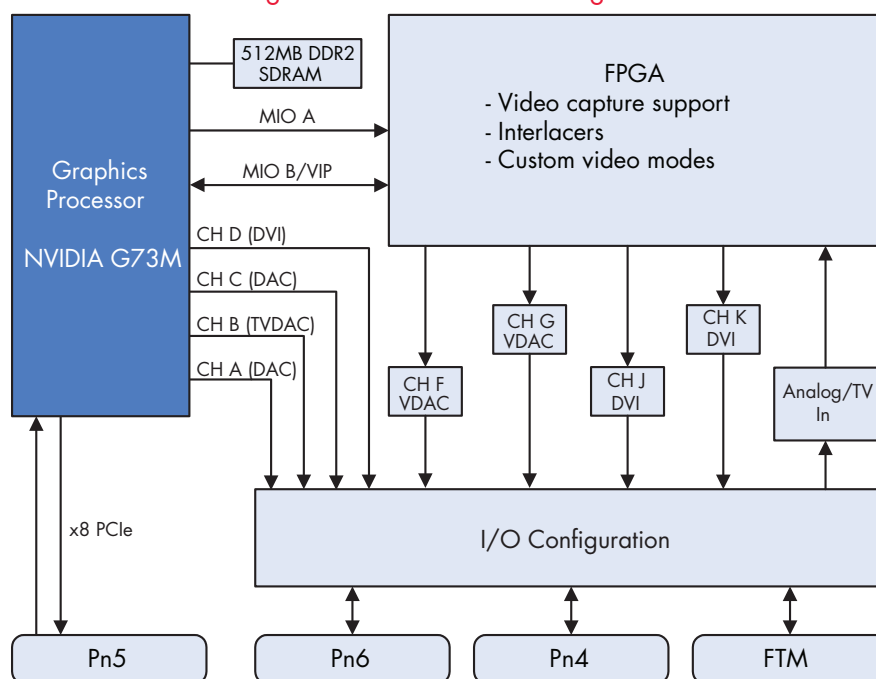 512MB DDR2
SDRAM
FPGA
- Video capture support
- Interlacers
- Custom video modes
MIO A
MIO B/VIP
Graphics
Processor
NVIDIA G73M
CH D (DVI)
CH C (DAC)
CH B (TVDAC)
CH A (DAC)
CH F
VDAC
CH G
VDAC
CH J
DVI
CH K
DVI
Analog/TV
In
x8 PCIe
I/O Configuration
Pn5
Pn6
Pn4
FTM